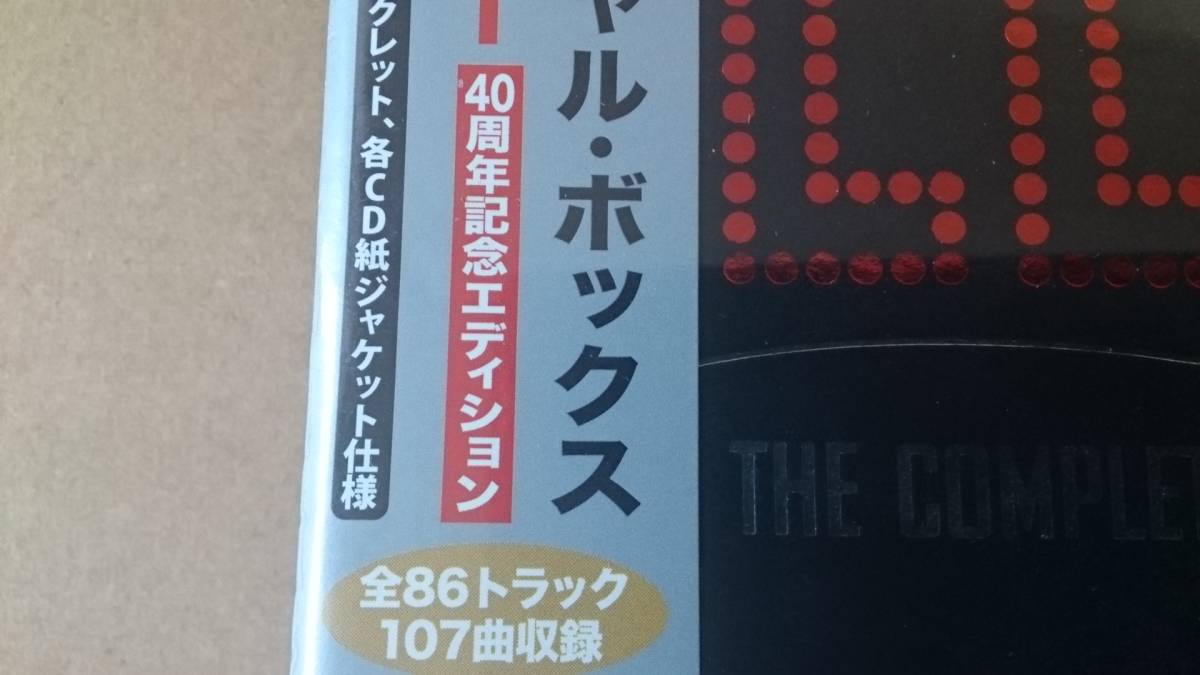 ャル・ボックス
ー
40周年記念エディション
クレット、各CD紙ジャケット仕様
全86トラック
107曲収録
THE COMPLE